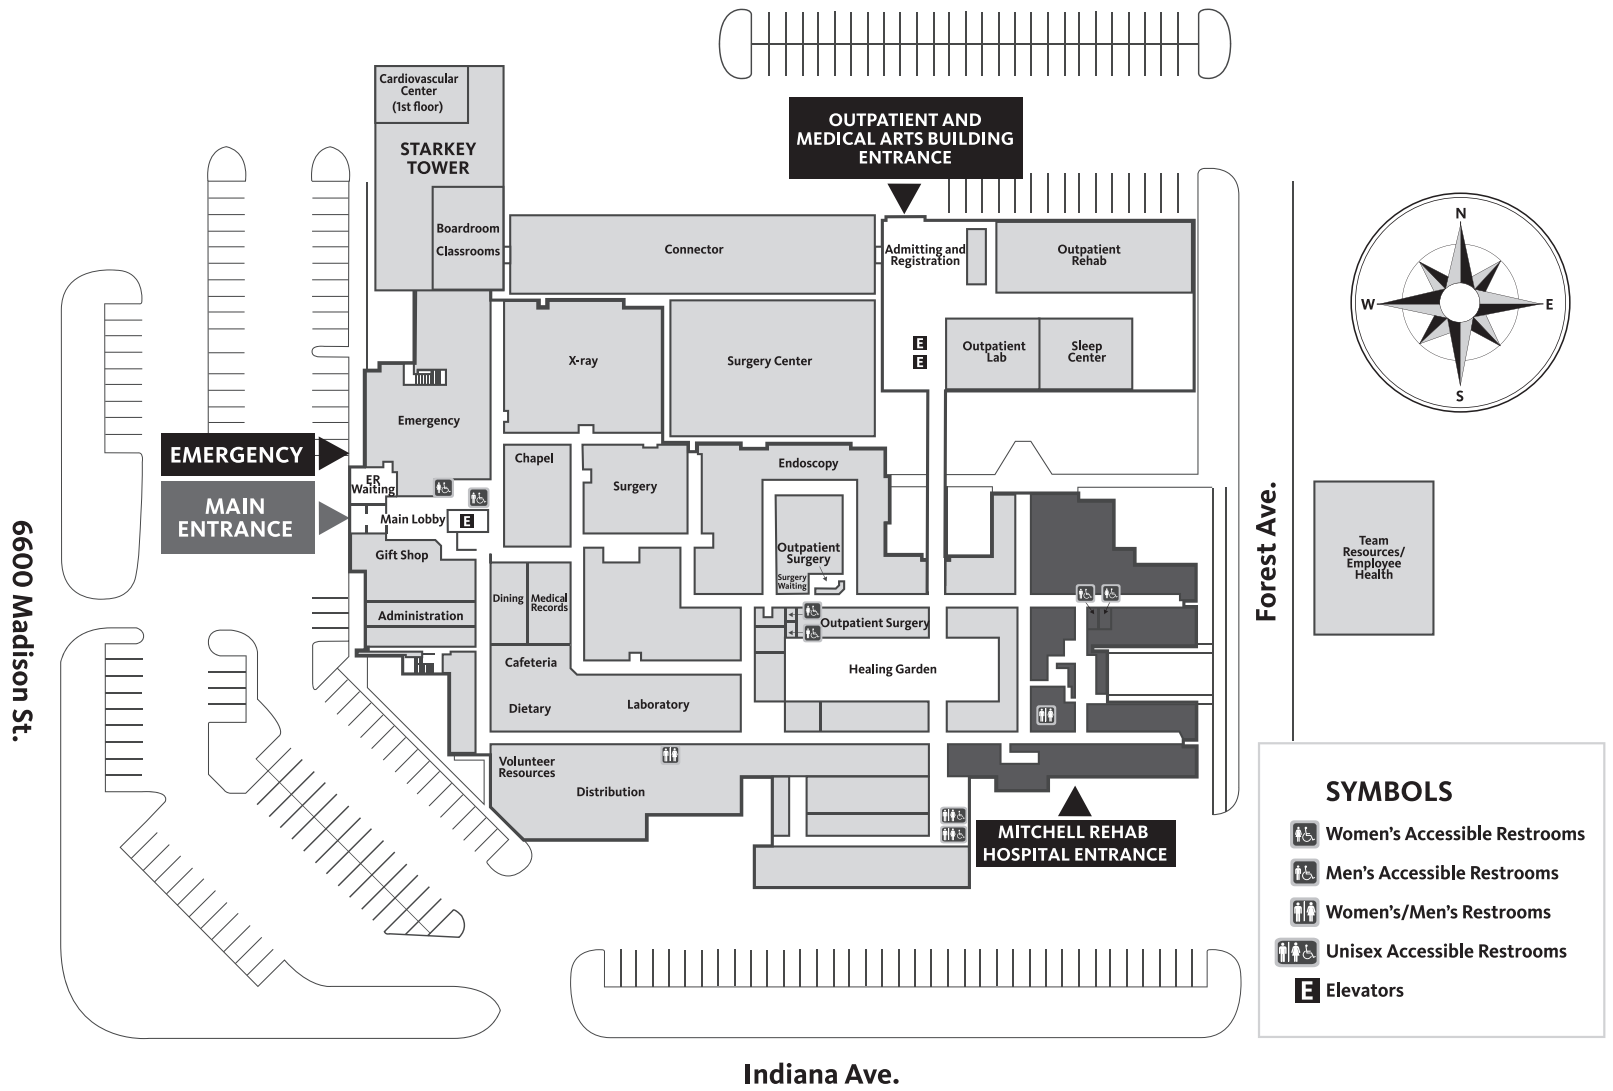 Cardiovascular
Center
(1st floor)
STARKEY
TOWER
Boardroom
Classrooms
OUTPATIENT AND
MEDICAL ARTS BUILDING
ENTRANCE
Connector
Admitting and
Registration
Outpatient
Rehab
N
W
E
S
X-ray
Surgery Center
E
E
Outpatient
Lab
Sleep
Center
Emergency
EMERGENCY
MAIN
ENTRANCE
ER
Waiting
Main Lobby
E
Gift Shop
Administration
Chapel
Surgery
Endoscopy
Outpatient
Surgery
Surgery
Waiting
Outpatient Surgery
Healing Garden
Dining
Medical
Records
Cafeteria
Dietary
Laboratory
Volunteer
Resources
Distribution
MITCHELL REHAB
HOSPITAL ENTRANCE
Team
Resources/
Employee
Health
6600 Madison St.
Forest Ave.
Indiana Ave.
SYMBOLS
Women's Accessible Restrooms
Men's Accessible Restrooms
Women's/Men's Restrooms
Unisex Accessible Restrooms
E Elevators